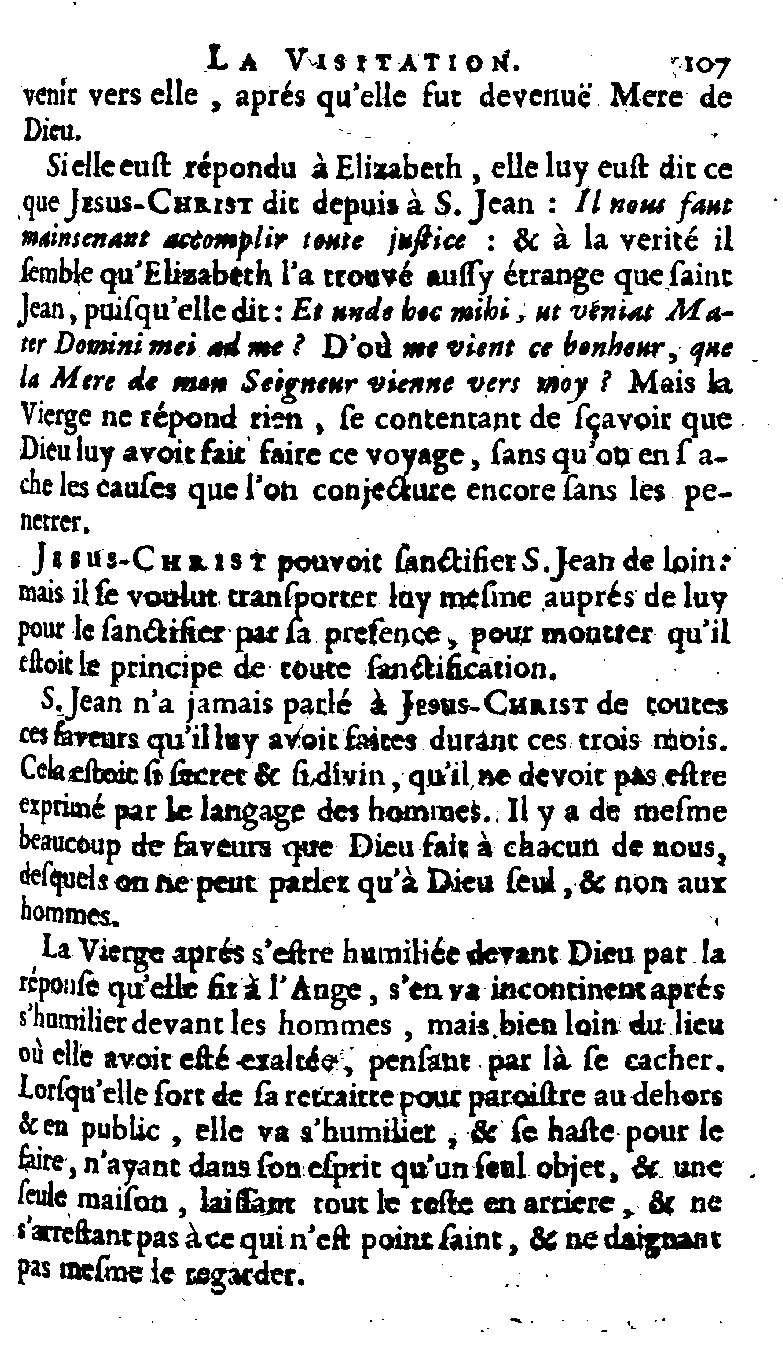 LA VISITATION. 107
venir vers elle , aprés qu'elle fut devenuë Mere de
Dieu.
Si elle eust répondu à Elizabeth , elle luy eust dit ce
que JESUS-CHRIST dit depuis à S. Jean : Il nous faut
maintenant accomplir toute justice : & à la verité il
semble qu'Elizabeth l'a trouvé aussy étrange que saint
Jean, puisqu'elle dit : Et unde hoc mihi , ut veniat Ma-
ter Domini mei ad me ? D'où me vient ce bonheur, que
la Mere de mon Seigneur vienne vers moy ? Mais la
Vierge ne répond rien , se contentant de sçavoir que
Dieu luy avoit fait faire ce voyage , sans qu'on en sa-
che les causes que l'on conjecture encore sans les pe-
netrer.
JESUS-CHRIST pouvoit sanctifier S. Jean de loin:
mais il se voulut transporter luy mesme auprés de luy
pour le sanctifier par sa presence, pour montrer qu'il
estoit le principe de toute sanctification.
S. Jean n'a jamais parlé à JESUS-CHRIST de toutes
ces faveurs qu'il luy avoit faites durant ces trois mois.
Cela estoit si secret & si divin , qu'il ne devoit pas estre
exprimé par le langage des hommes. Il y a de mesme
beaucoup de faveurs que Dieu fait à chacun de nous,
desquels on ne peut parler qu'à Dieu seul , & non aux
hommes.
La Vierge aprés s'estre humiliée devant Dieu par la
réponse qu'elle fit à l'Ange , s'en va incontinent aprés
s'humilier devant les hommes , mais bien loin du lieu
où elle avoit esté exaltée , pensant par là se cacher.
Lorsqu'elle sort de sa retraitte pour paroistre au dehors
& en public , elle va s'humilier , & se haste pour le
faire, n'ayant dans son esprit qu'un seul objet, & une
seule maison , laissant tout le reste en arriere , & ne
s'arrestant pas à ce qui n'est point saint , & ne daignant
pas mesme le regarder.